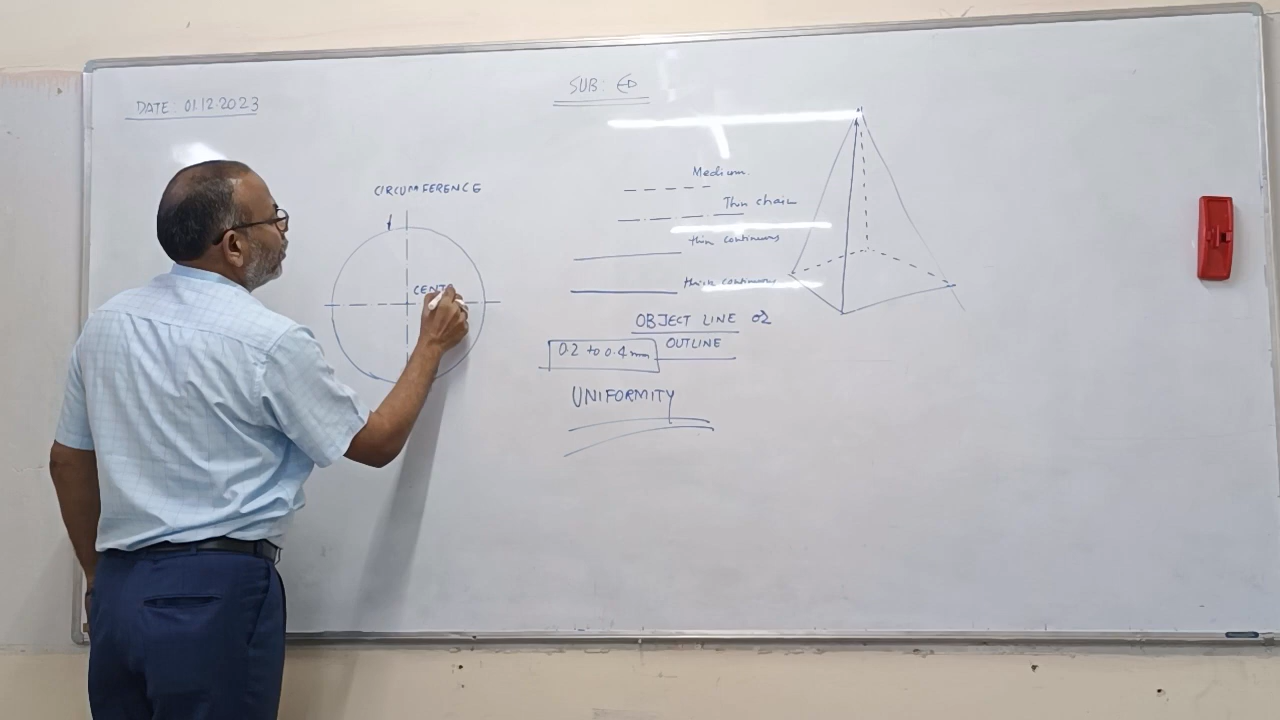 DATE: 01.12.2023
SUB: ED
CIRCUMFERENCE
CENT
Medium.
Thin chain
thin continuous
thick continuous
OBJECT LINE or
OUTLINE
0.2 to 0.4 mm
UNIFORMITY